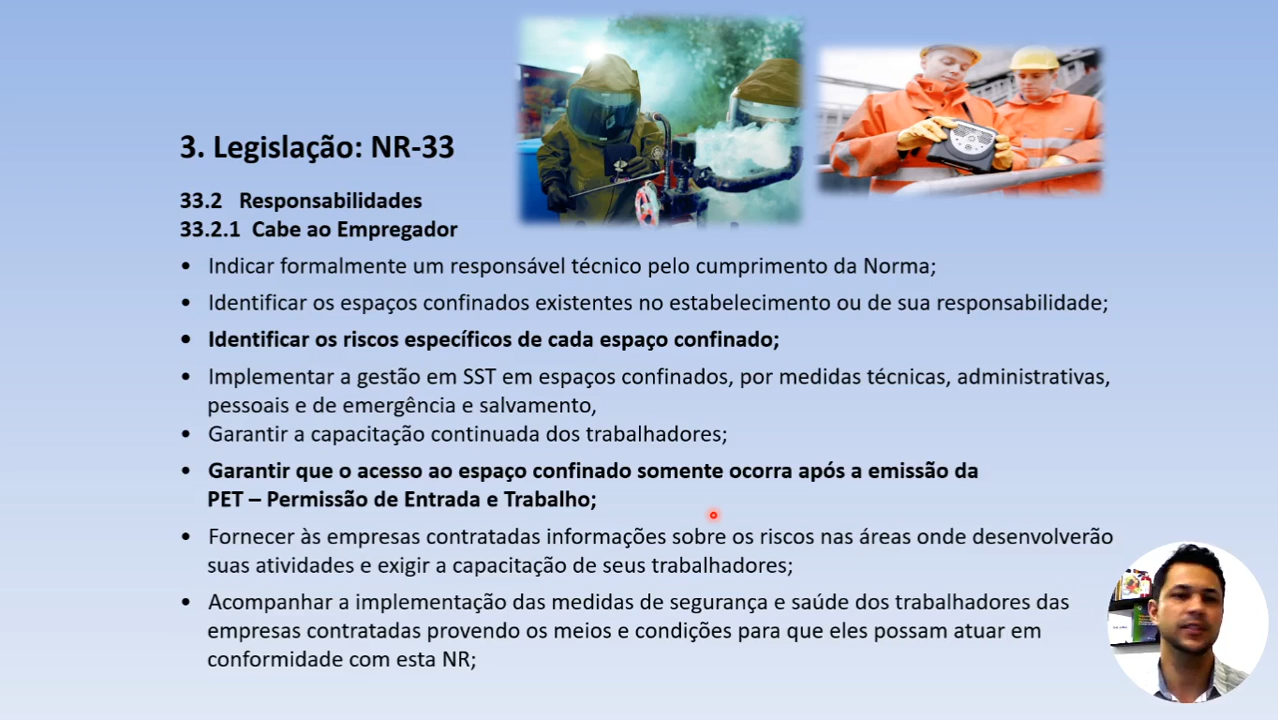 3. Legislação: NR-33
33.2 Responsabilidades
33.2.1 Cabe ao Empregador
• Indicar formalmente um responsável técnico pelo cumprimento da Norma;
• Identificar os espaços confinados existentes no estabelecimento ou de sua responsabilidade;
• Identificar os riscos específicos de cada espaço confinado;
• Implementar a gestão em SST em espaços confinados, por medidas técnicas, administrativas,
pessoais e de emergência e salvamento,
• Garantir a capacitação continuada dos trabalhadores;
• Garantir que o acesso ao espaço confinado somente ocorra após a emissão da
PET – Permissão de Entrada e Trabalho;
• Fornecer às empresas contratadas informações sobre os riscos nas áreas onde desenvolverão
suas atividades e exigir a capacitação de seus trabalhadores;
• Acompanhar a implementação das medidas de segurança e saúde dos trabalhadores das
empresas contratadas provendo os meios e condições para que eles possam atuar em
conformidade com esta NR;